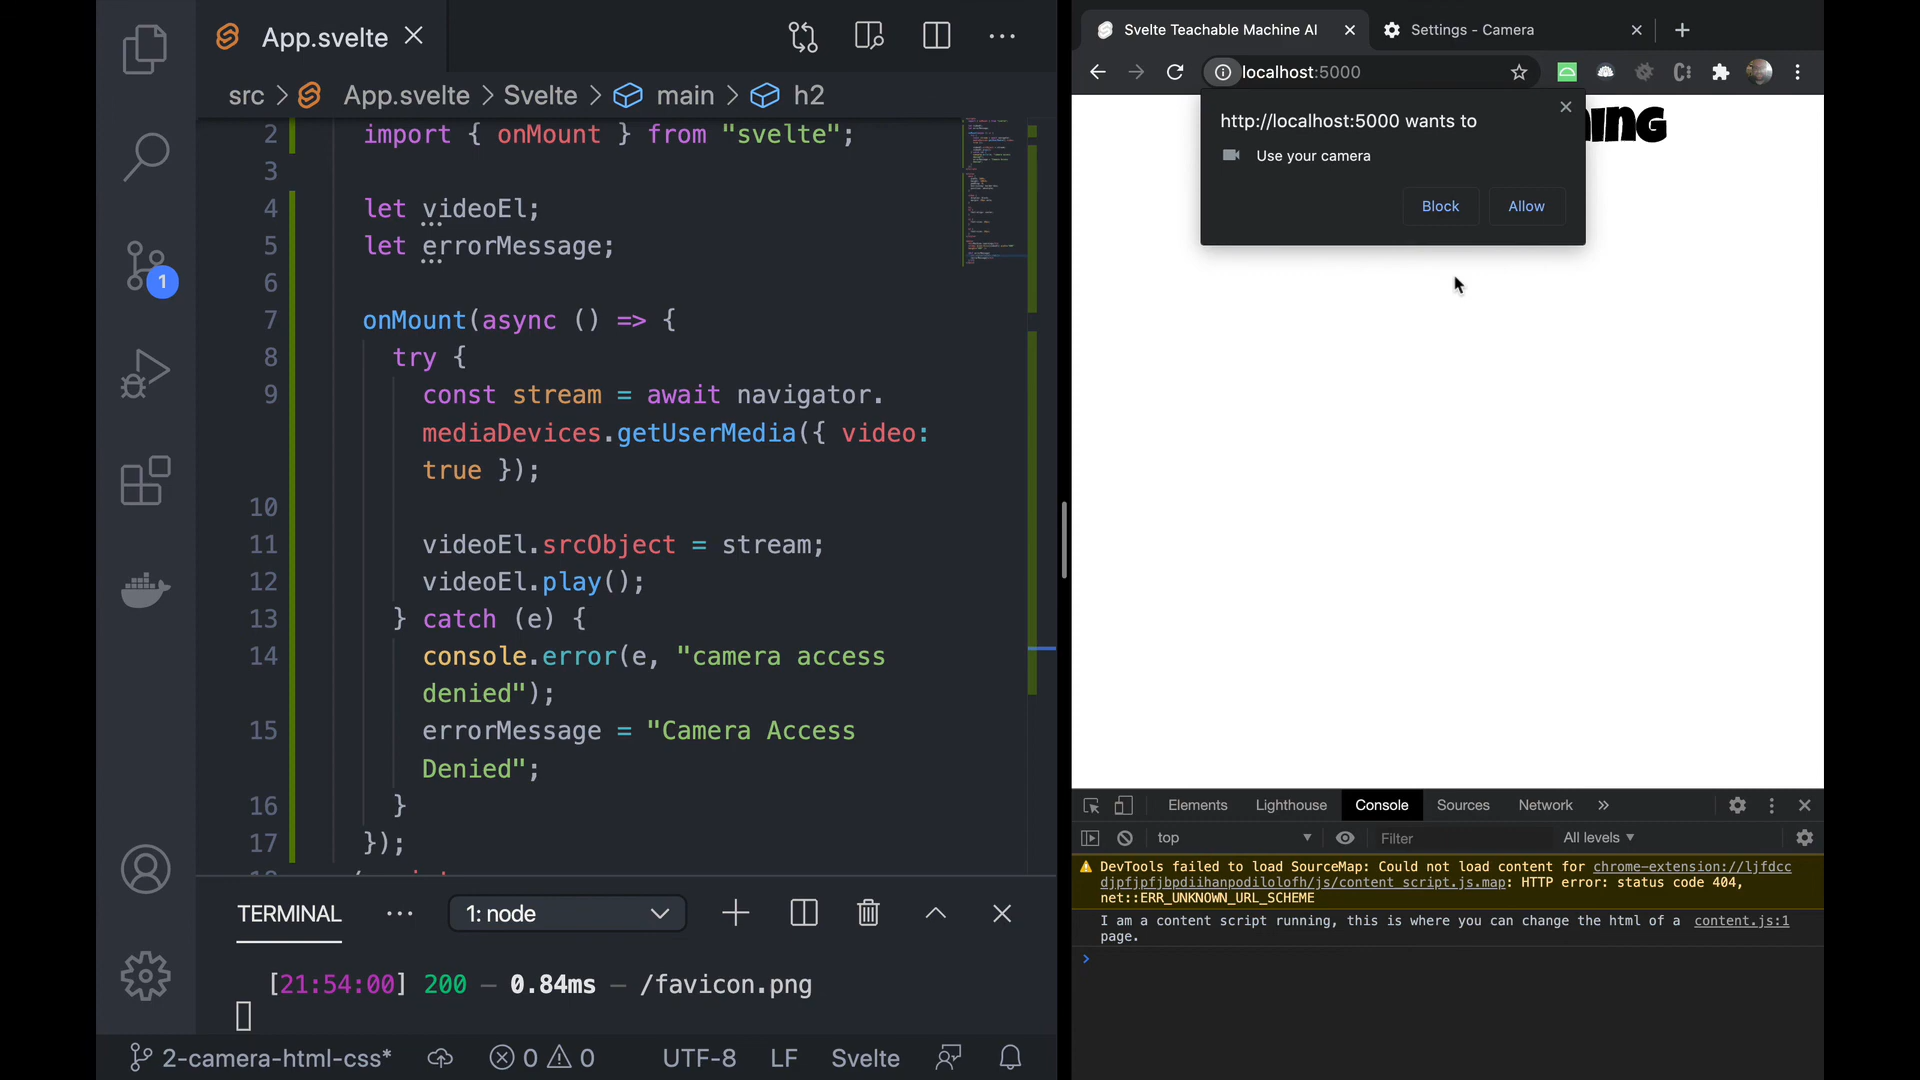 App.svelte
src > App.svelte > Svelte > main > h2
2 import { onMount } from "svelte";
3
4 let videoEl;
5 let errorMessage;
6
7 onMount(async () => {
8 try {
9 const stream = await navigator.
mediaDevices.getUserMedia({ video:
true });
10
11 videoEl.srcObject = stream;
12 videoEl.play();
13 } catch (e) {
14 console.error(e, "camera access
denied");
15 errorMessage = "Camera Access
Denied";
16 }
17 });
1
TERMINAL ··· 1: node
[21:54:00] 200 — 0.84ms — /favicon.png
2-camera-html-css* 0 0 UTF-8 LF Svelte
Svelte Teachable Machine AI
Settings - Camera
localhost:5000
http://localhost:5000 wants to
Use your camera
Block Allow
Elements Lighthouse Console Sources Network »
top Filter All levels
DevTools failed to load SourceMap: Could not load content for chrome-extension://ljfdcc
djpfjpfjbpdiihanpodilolofh/js/content_script.js.map: HTTP error: status code 404,
net::ERR_UNKNOWN_URL_SCHEME
I am a content script running, this is where you can change the html of a content.js:1
page.
>